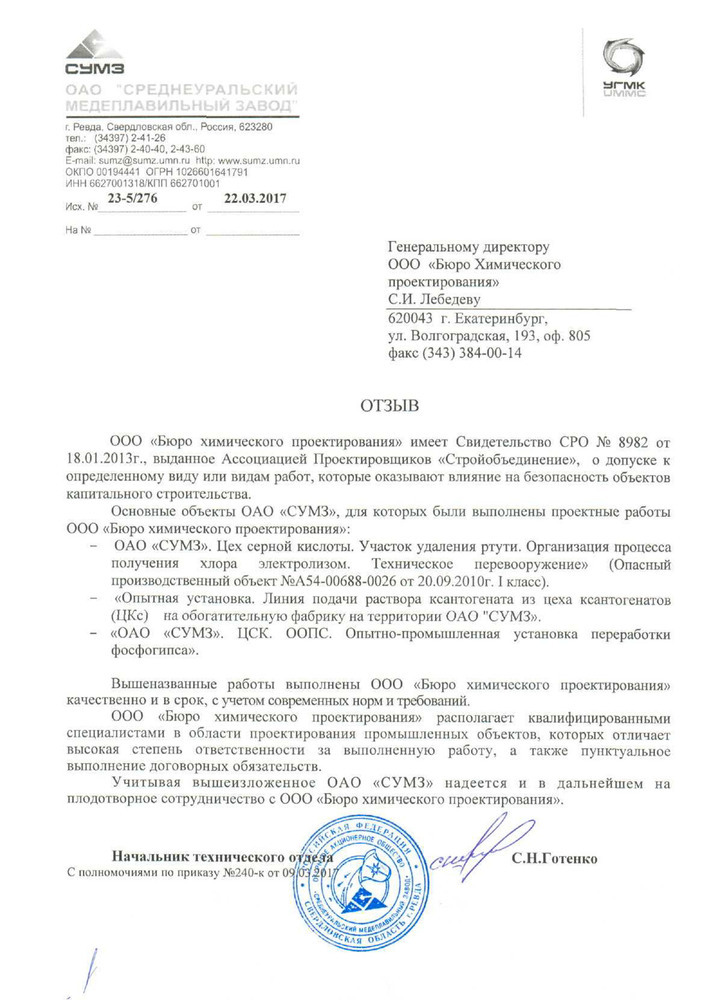 СУМЗ
ОАО "СРЕДНЕУРАЛЬСКИЙ
МЕДЕПЛАВИЛЬНЫЙ ЗАВОД"
г. Ревда, Свердловская обл., Россия, 623280
тел.: (34397) 2-41-26
факс: (34397) 2-40-40, 2-43-60
E-mail: sumz@sumz.umn.ru http: www.sumz.umn.ru
ОКПО 00194441 ОГРН 1026601641791
ИНН 6627001318/КПП 662701001
Исх. № 23-5/276 от 22.03.2017
На № ____________ от ____________
УГМК
UMMC
Генеральному директору
ООО «Бюро Химического
проектирования»
С.И. Лебедеву
620043 г. Екатеринбург,
ул. Волгоградская, 193, оф. 805
факс (343) 384-00-14
ОТЗЫВ
ООО «Бюро химического проектирования» имеет Свидетельство СРО № 8982 от
18.01.2013г., выданное Ассоциацией Проектировщиков «Стройобъединение», о допуске к
определенному виду или видам работ, которые оказывают влияние на безопасность объектов
капитального строительства.
Основные объекты ОАО «СУМЗ», для которых были выполнены проектные работы
ООО «Бюро химического проектирования»:
– ОАО «СУМЗ». Цех серной кислоты. Участок удаления ртути. Организация процесса
получения хлора электролизом. Техническое перевооружение» (Опасный
производственный объект №А54-00688-0026 от 20.09.2010г. I класс).
– «Опытная установка. Линия подачи раствора ксантогената из цеха ксантогенатов
(ЦКс) на обогатительную фабрику на территории ОАО "СУМЗ».
– «ОАО «СУМЗ». ЦСК. ООПС. Опытно-промышленная установка переработки
фосфогипса».
Вышеназванные работы выполнены ООО «Бюро химического проектирования»
качественно и в срок, с учетом современных норм и требований.
ООО «Бюро химического проектирования» располагает квалифицированными
специалистами в области проектирования промышленных объектов, которых отличает
высокая степень ответственности за выполненную работу, а также пунктуальное
выполнение договорных обязательств.
Учитывая вышеизложенное ОАО «СУМЗ» надеется и в дальнейшем на
плодотворное сотрудничество с ООО «Бюро химического проектирования».
Начальник технического отдела
С.Н.Готенко
С полномочиями по приказу №240-к от 09.03.2017
РОССИЙСКАЯ ФЕДЕРАЦИЯ
ОТКРЫТОЕ АКЦИОНЕРНОЕ ОБЩЕСТВО
СРЕДНЕУРАЛЬСКИЙ МЕДЕПЛАВИЛЬНЫЙ ЗАВОД
СВЕРДЛОВСКАЯ ОБЛАСТЬ г. РЕВДА